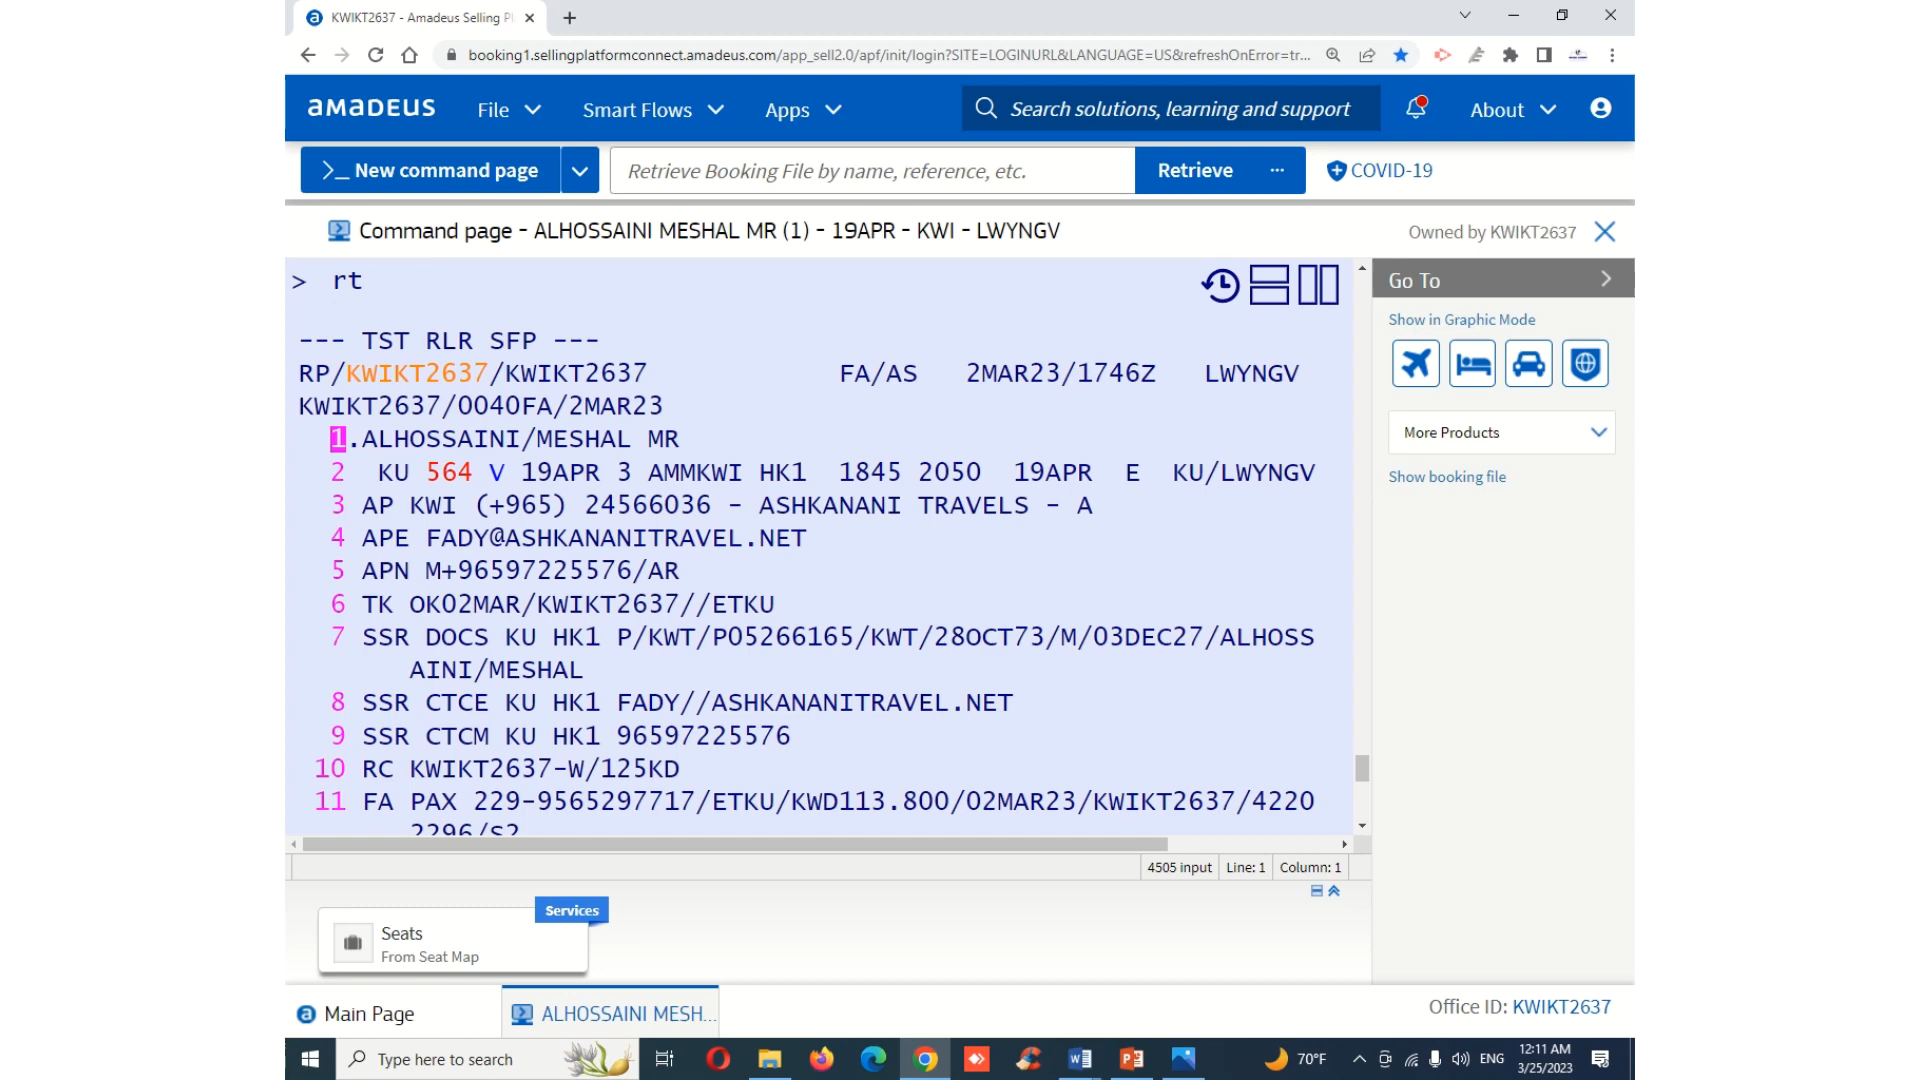 KWIKT2637 - Amadeus Selling Pl
booking1.sellingplatformconnect.amadeus.com/app_sell2.0/apf/init/login?SITE=LOGINURL&LANGUAGE=US&refreshOnError=tr...
amadeus File Smart Flows Apps Search solutions, learning and support About
>_ New command page Retrieve Booking File by name, reference, etc. Retrieve ... COVID-19
Command page - ALHOSSAINI MESHAL MR (1) - 19APR - KWI - LWYNGV Owned by KWIKT2637
> rt
Go To
Show in Graphic Mode
More Products
Show booking file
--- TST RLR SFP ---
RP/KWIKT2637/KWIKT2637 FA/AS 2MAR23/1746Z LWYNGV
KWIKT2637/0040FA/2MAR23
1.ALHOSSAINI/MESHAL MR
2 KU 564 V 19APR 3 AMMKWI HK1 1845 2050 19APR E KU/LWYNGV
3 AP KWI (+965) 24566036 - ASHKANANI TRAVELS - A
4 APE FADY@ASHKANANITRAVEL.NET
5 APN M+96597225576/AR
6 TK OK02MAR/KWIKT2637//ETKU
7 SSR DOCS KU HK1 P/KWT/P05266165/KWT/28OCT73/M/03DEC27/ALHOSS
AINI/MESHAL
8 SSR CTCE KU HK1 FADY//ASHKANANITRAVEL.NET
9 SSR CTCM KU HK1 96597225576
10 RC KWIKT2637-W/125KD
11 FA PAX 229-9565297717/ETKU/KWD113.800/02MAR23/KWIKT2637/4220
2296/S2
4505 input Line: 1 Column: 1
Services
Seats
From Seat Map
Main Page ALHOSSAINI MESH... Office ID: KWIKT2637
Type here to search 70°F ENG 12:11 AM
3/25/2023